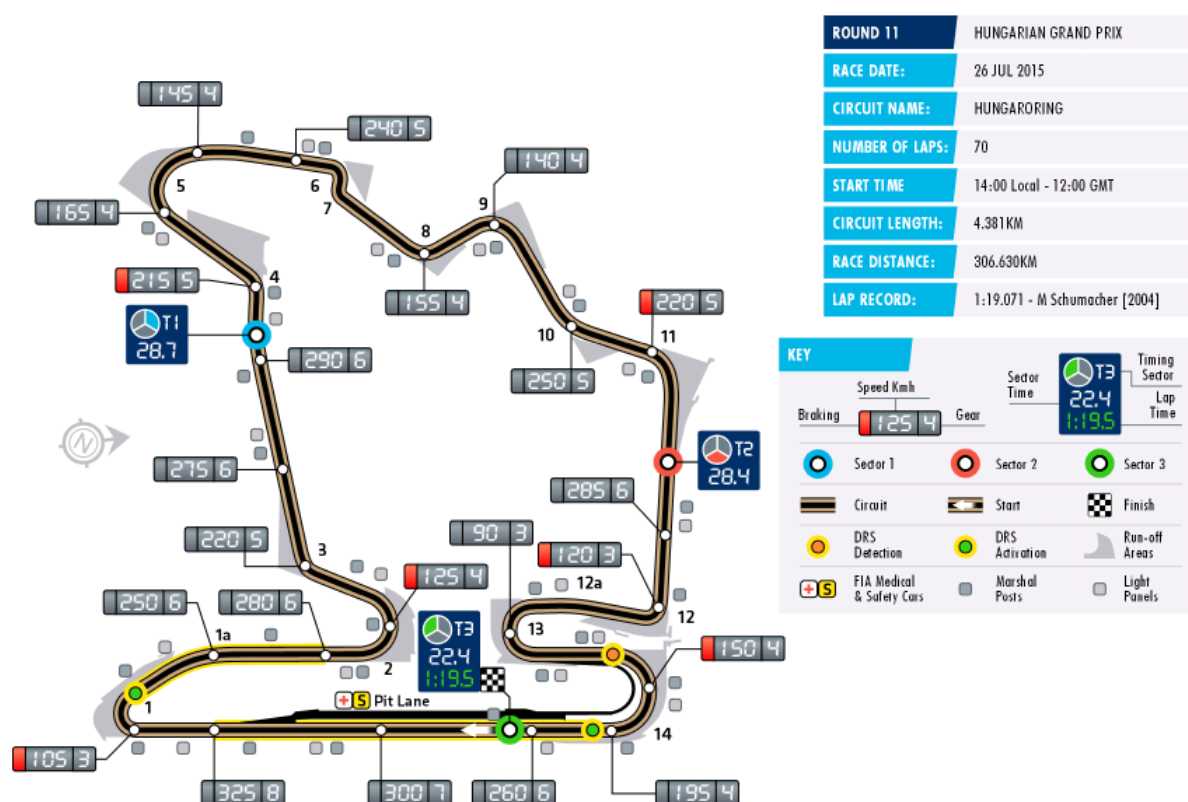 ROUND 11 HUNGARIAN GRAND PRIX
RACE DATE: 26 JUL 2015
CIRCUIT NAME: HUNGARORING
NUMBER OF LAPS: 70
START TIME 14:00 Local - 12:00 GMT
CIRCUIT LENGTH: 4.381KM
RACE DISTANCE: 306.630KM
LAP RECORD: 1:19.071 - M Schumacher [2004]
KEY
Speed Kmh
Braking 125 4 Gear
Sector Time
T3
22.4
1:19.5
Timing Sector
Lap Time
Sector 1 Sector 2 Sector 3
Circuit Start Finish
DRS Detection DRS Activation Run-off Areas
S FIA Medical & Safety Cars Marshal Posts Light Panels
145 4
240 5
140 4
5
6
7
165 4
9
8
215 5
4
155 4
220 5
T1
28.7
10
11
290 6
250 5
N
T2
28.4
275 6
285 6
90 3
220 5
3
120 3
125 4
12a
250 6
280 6
12
1a
T3
22.4
1:19.5
13
2
150 4
1
S Pit Lane
14
105 3
325 8
300 7
260 6
195 4